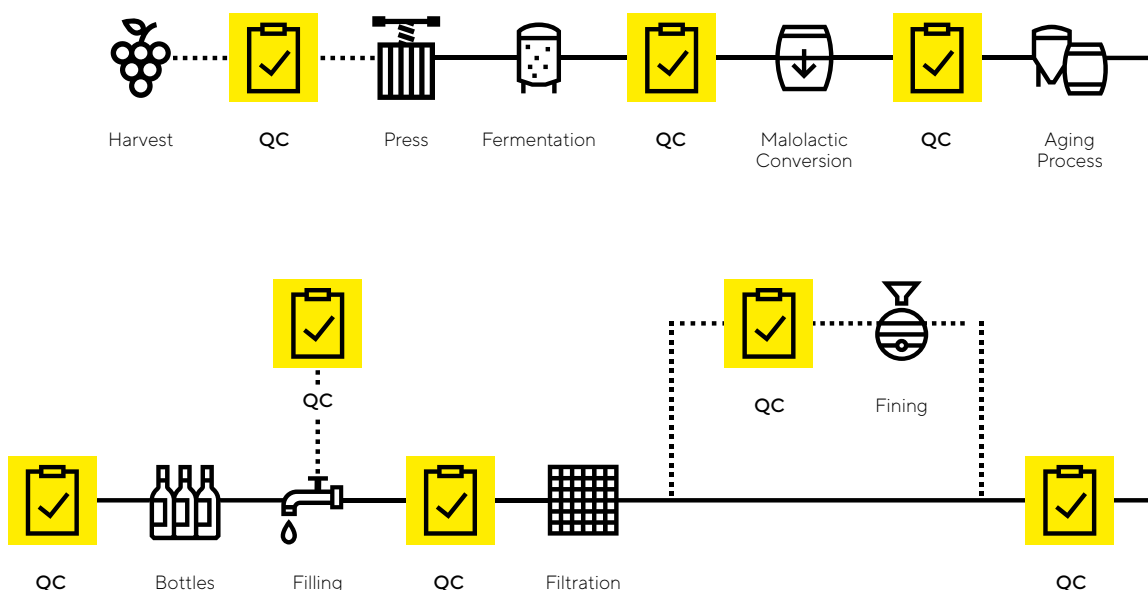 Harvest
QC
Press
Fermentation
QC
Malolactic
Conversion
QC
Aging
Process
QC
QC
Fining
QC
Bottles
Filling
QC
Filtration
QC